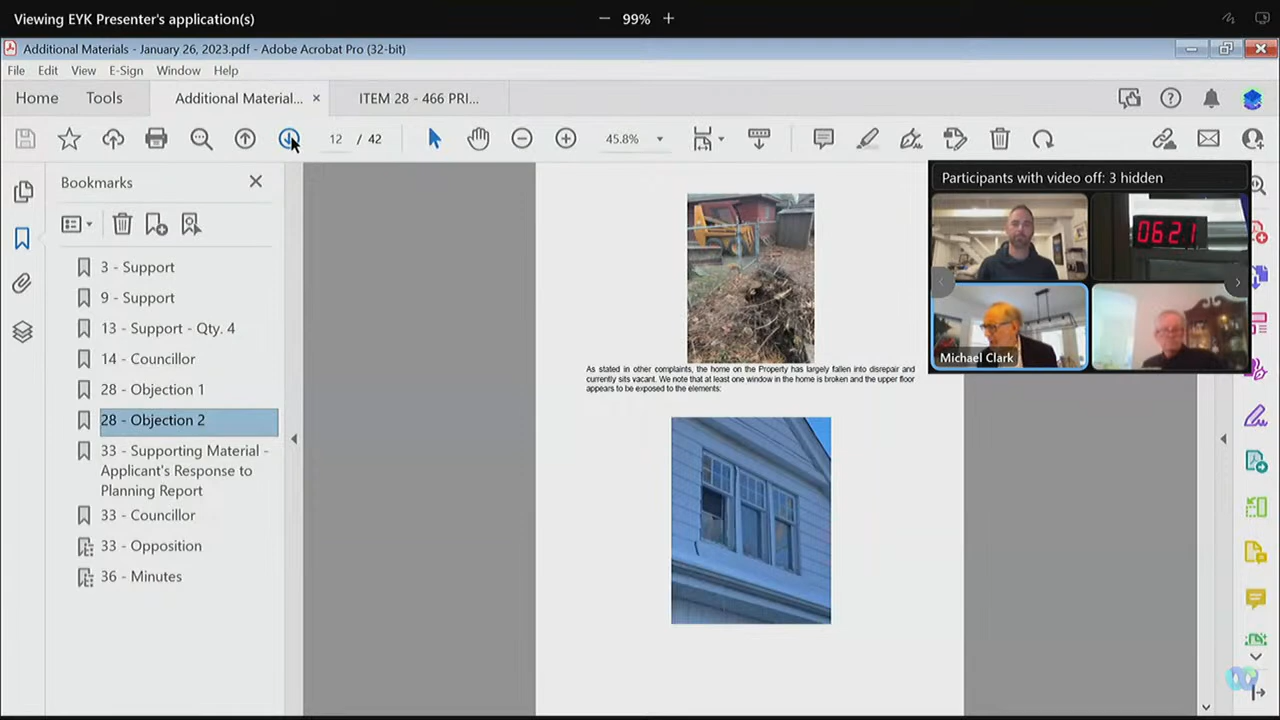 Viewing EYK Presenter's application(s)
99%
Additional Materials - January 26, 2023.pdf - Adobe Acrobat Pro (32-bit)
File Edit View E-Sign Window Help
Home Tools Additional Material... ITEM 28 - 466 PRI...
12 / 42 45.8%
Bookmarks
3 - Support
9 - Support
13 - Support - Qty. 4
14 - Councillor
28 - Objection 1
28 - Objection 2
33 - Supporting Material -
Applicant's Response to
Planning Report
33 - Councillor
33 - Opposition
36 - Minutes
As stated in other complaints, the home on the Property has largely fallen into disrepair and
currently sits vacant. We note that at least one window in the home is broken and the upper floor
appears to be exposed to the elements:
Participants with video off: 3 hidden
0621
Michael Clark